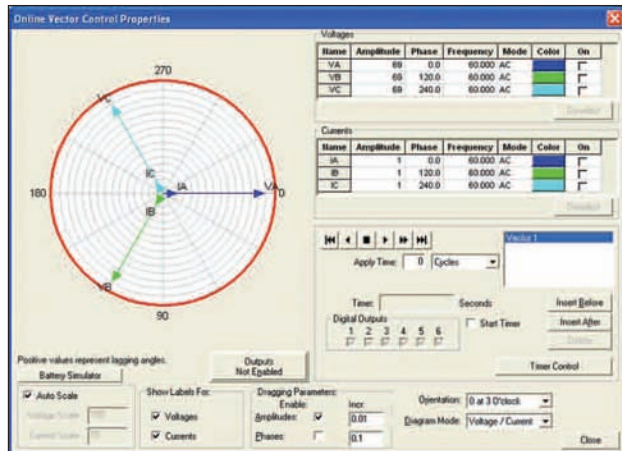 Online Vector Control Properties
270
VC
IC
IA
VA
180
0
IB
VB
90
Positive values represent lagging angles.
Battery Simulator
Outputs
Not Enabled
Voltages
Name Amplitude Phase Frequency Mode Color On
VA 69 0.0 60.000 AC
VB 69 120.0 60.000 AC
VC 69 240.0 60.000 AC
Deselect
Currents
Name Amplitude Phase Frequency Mode Color On
IA 1 0.0 60.000 AC
IB 1 120.0 60.000 AC
IC 1 240.0 60.000 AC
Deselect
Vector 1
Apply Time: 0 Cycles
Timer: Seconds
Insert Before
Digital Outputs
1 2 3 4 5 6
Start Timer
Insert After
Delete
Timer Control
Auto Scale
Voltage Scale:
Current Scale:
Show Labels For:
Voltages
Currents
Dragging Parameters:
Enable: Incr:
Amplitudes: 0.01
Phases: 0.1
Orientation: 0 at 3 O'clock
Diagram Mode: Voltage / Current
Close